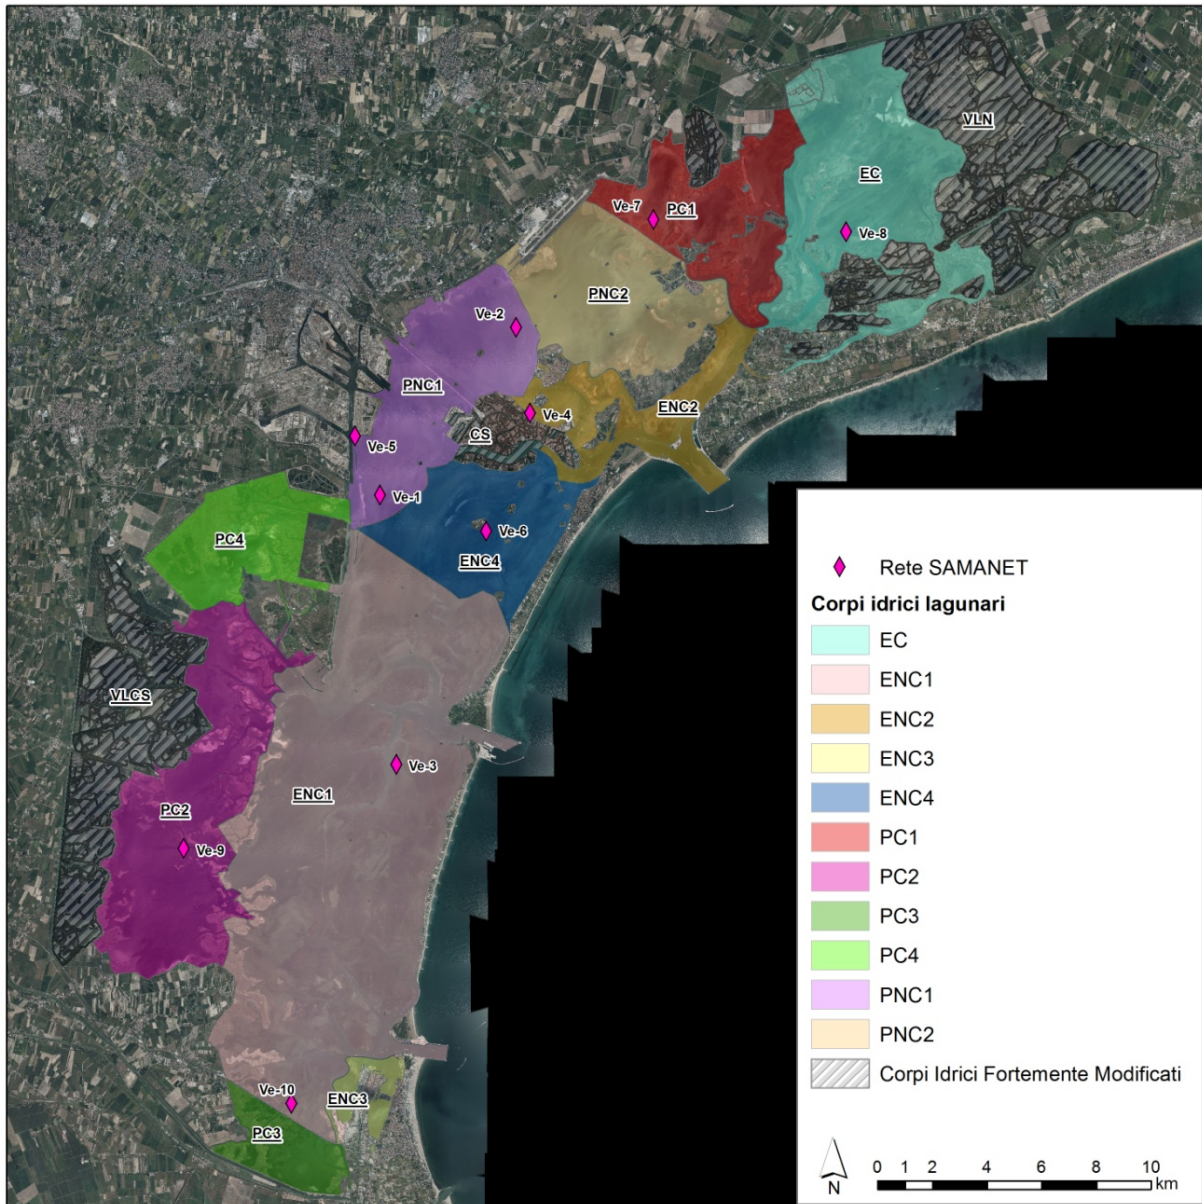 VLN
EC
Ve-7
PC1
Ve-8
PNC2
Ve-2
PNC1
ENC2
Ve-4
CS
Ve-5
Ve-1
Ve-6
ENC4
PC4
VLCS
Ve-3
ENC1
PC2
Ve-9
Ve-10
ENC3
PC3
Rete SAMANET
Corpi idrici lagunari
EC
ENC1
ENC2
ENC3
ENC4
PC1
PC2
PC3
PC4
PNC1
PNC2
Corpi Idrici Fortemente Modificati
N
0 1 2 4 6 8 10
km